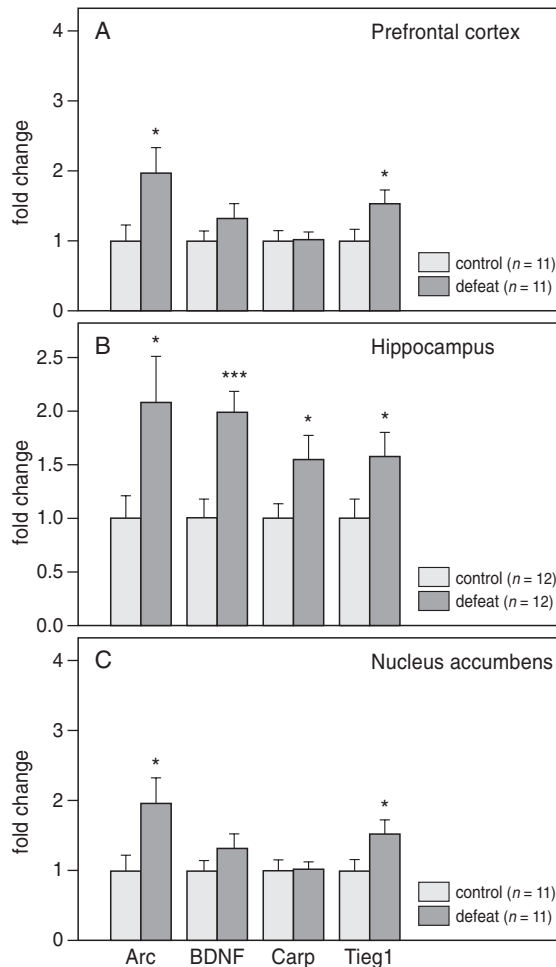 A Prefrontal cortex
4
3
2
1
0
fold change
* *
control (n = 11)
defeat (n = 11)
B Hippocampus
2.5
2.0
1.5
1.0
0.5
0.0
fold change
* *** * *
control (n = 12)
defeat (n = 12)
C Nucleus accumbens
4
3
2
1
0
fold change
* *
control (n = 11)
defeat (n = 11)
Arc BDNF Carp Tieg1